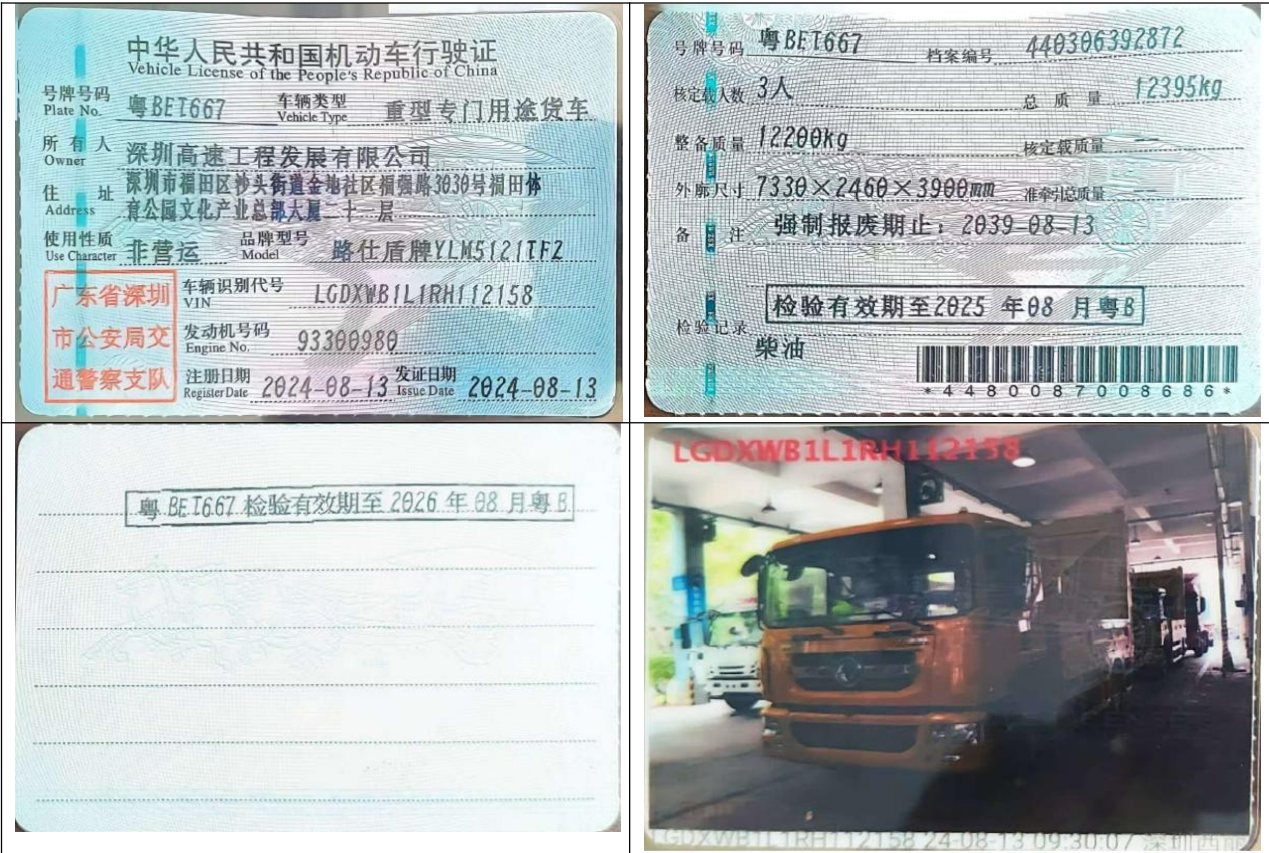 中华人民共和国机动车行驶证
Vehicle License of the People's Republic of China
号牌号码 粤BET667 车辆类型 重型专门用途货车
Plate No. Vehicle Type
所有人 深圳高速工程发展有限公司
Owner
住址 深圳市福田区沙头街道金地社区福强路3030号福田体
Address 育公园文化产业总部大厦二十一层
使用性质 非营运 品牌型号 路仕盾牌YLM5121TFZ
Use Character Model
广东省深圳
市公安局交
通警察支队
车辆识别代号 LGDXWB1L1RH112158
VIN
发动机号码 93300980
Engine No.
注册日期 2024-08-13 发证日期 2024-08-13
Register Date Issue Date
号牌号码 粤BET667 档案编号 440306392872
核定载人数 3人 总质量 12395kg
整备质量 12200kg 核定载质量 --
外廓尺寸 7330×2460×3900mm 准牵引总质量 --
备注 强制报废期止：2039-08-13
检验有效期至2025 年08 月粤B
检验记录
柴油
*4480087008686*
粤BET667 检验有效期至2026 年08 月粤B
LGDXWB1L1RH112158
LGDXWB1L1RH112158 24-08-13 09:30:07 深圳西